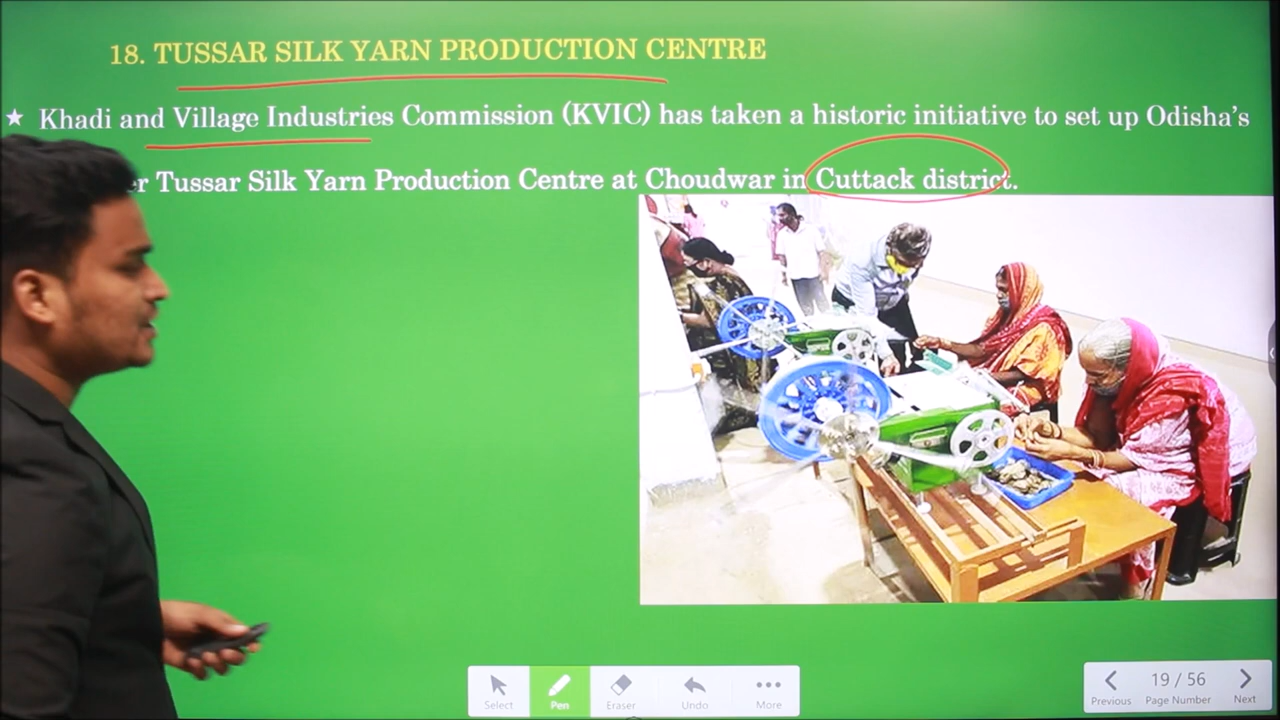 18. TUSSAR SILK YARN PRODUCTION CENTRE
★ Khadi and Village Industries Commission (KVIC) has taken a historic initiative to set up Odisha's
Tussar Silk Yarn Production Centre at Choudwar in Cuttack district.
Select Pen Eraser Undo More
Previous 19 / 56 Page Number Next